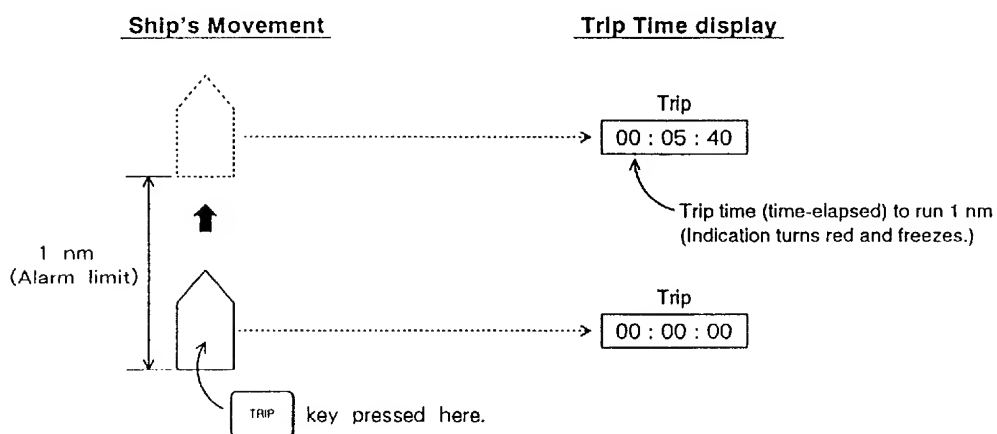 Ship's Movement
Trip Time display
Trip
00 : 05 : 40
Trip time (time-elapsed) to run 1 nm
(Indication turns red and freezes.)
1 nm
(Alarm limit)
Trip
00 : 00 : 00
TRIP key pressed here.